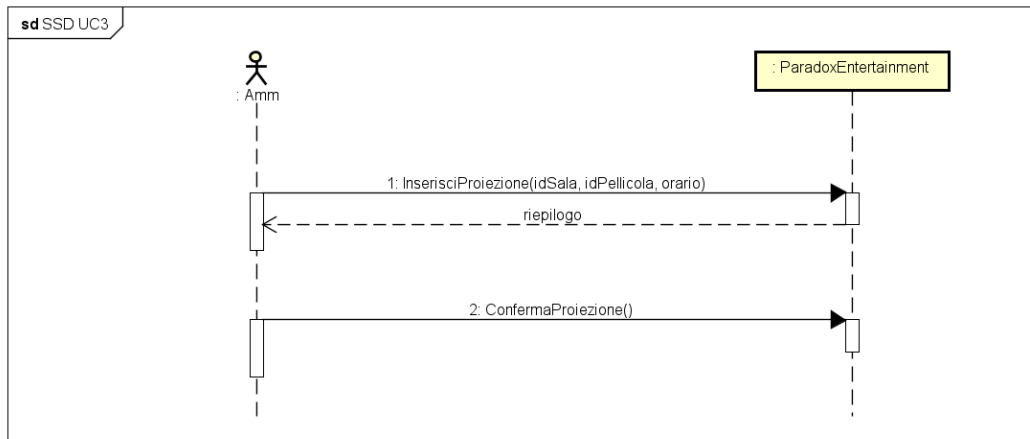 sd SSD UC3
: Amm
: ParadoxEntertainment
1: InserisciProiezione(idSala, idPellicola, orario)
riepilogo
2: ConfermaProiezione()